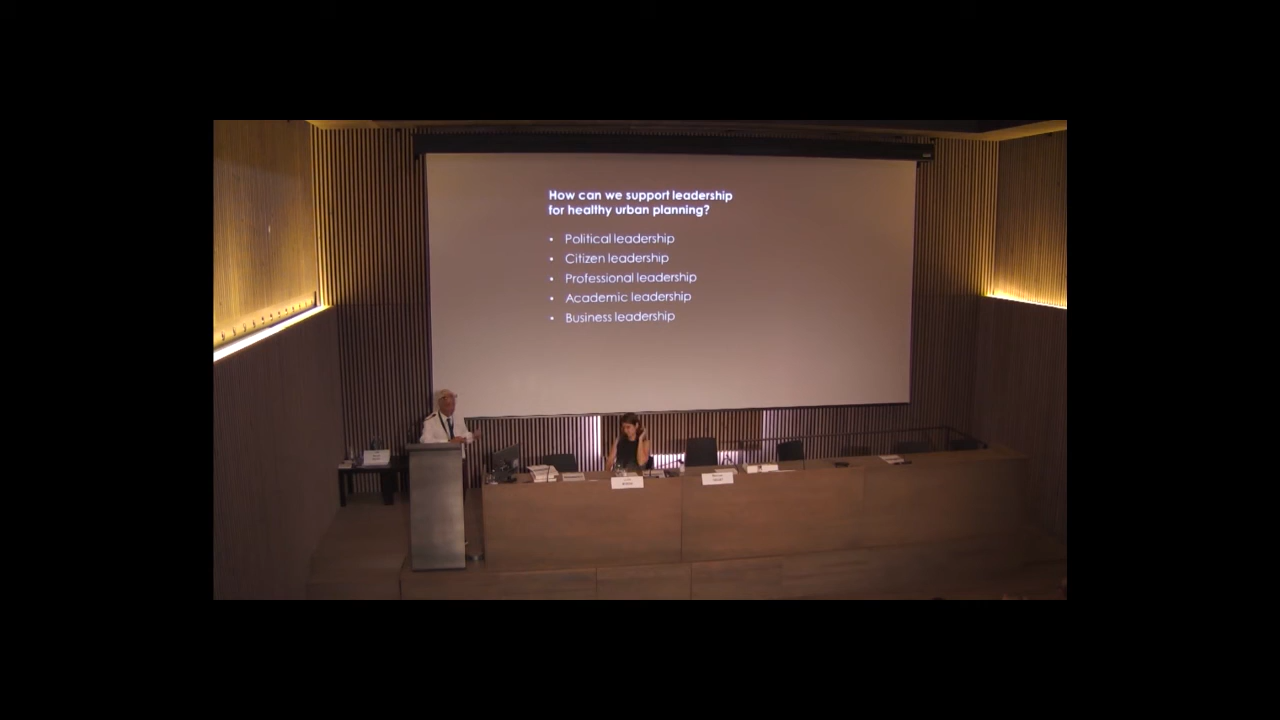 How can we support leadership
for healthy urban planning?
• Political leadership
• Citizen leadership
• Professional leadership
• Academic leadership
• Business leadership